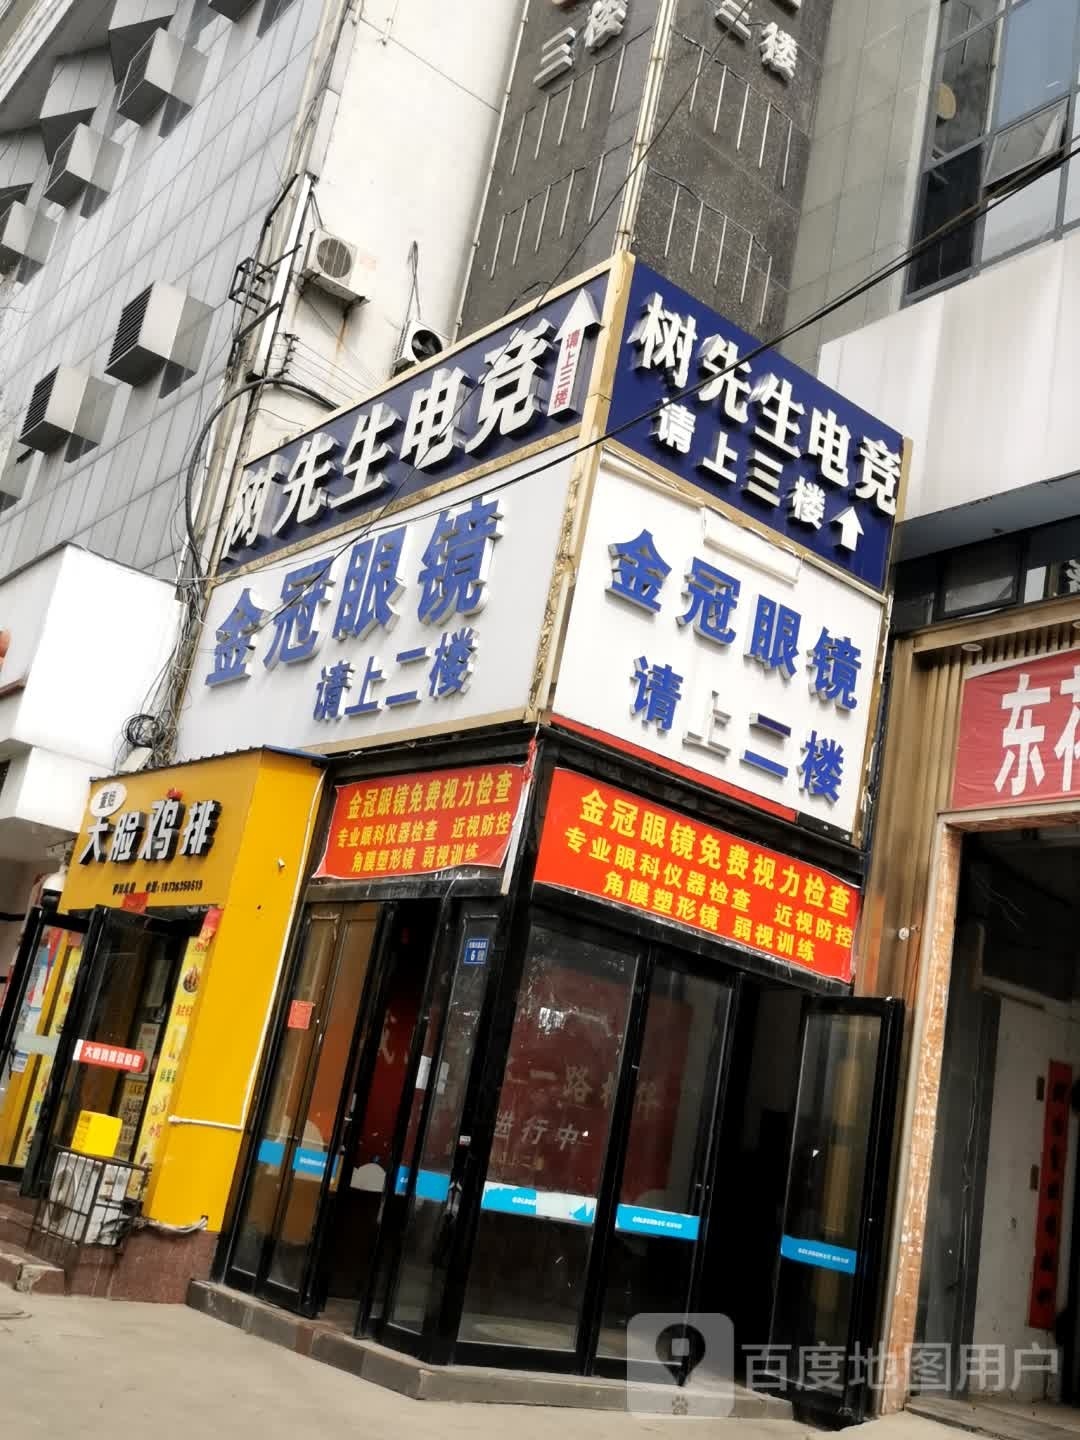 三楼
三楼
树先生电竞
请上三楼
树先生电竞
请上三楼
金冠眼镜
请上二楼
金冠眼镜
请上二楼
金冠眼镜免费视力检查
专业眼科仪器检查 近视防控
角膜塑形镜 弱视训练
金冠眼镜免费视力检查
专业眼科仪器检查 近视防控
角膜塑形镜 弱视训练
大脸鸡排
东花
6
一路
行中
百度地图用户